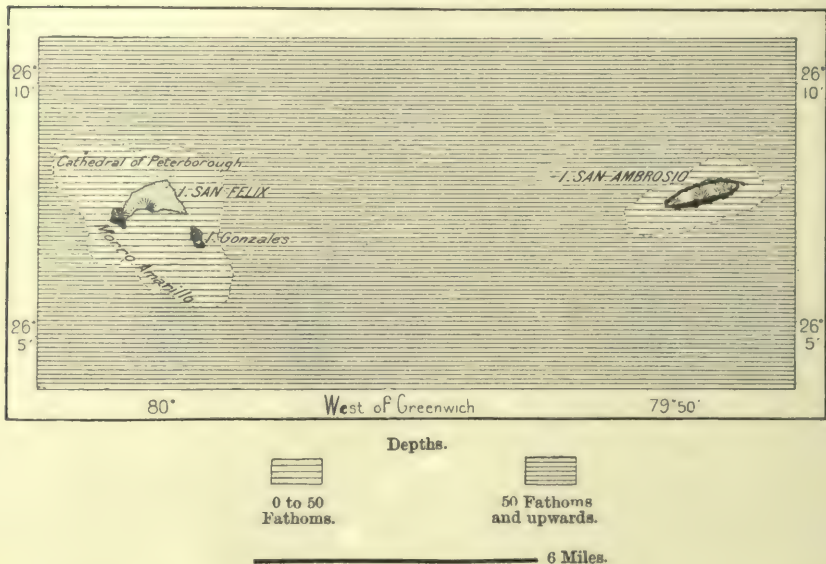 26°
10'
26°
10'
Cathedral of Peterborough
I. SAN FELIX
I. SAN AMBROSIO
I. Gonzales
Morro Amarillo
26°
5'
26°
5'
80°
West of Greenwich
79°50'
Depths.
0 to 50
Fathoms.
50 Fathoms
and upwards.
6 Miles.